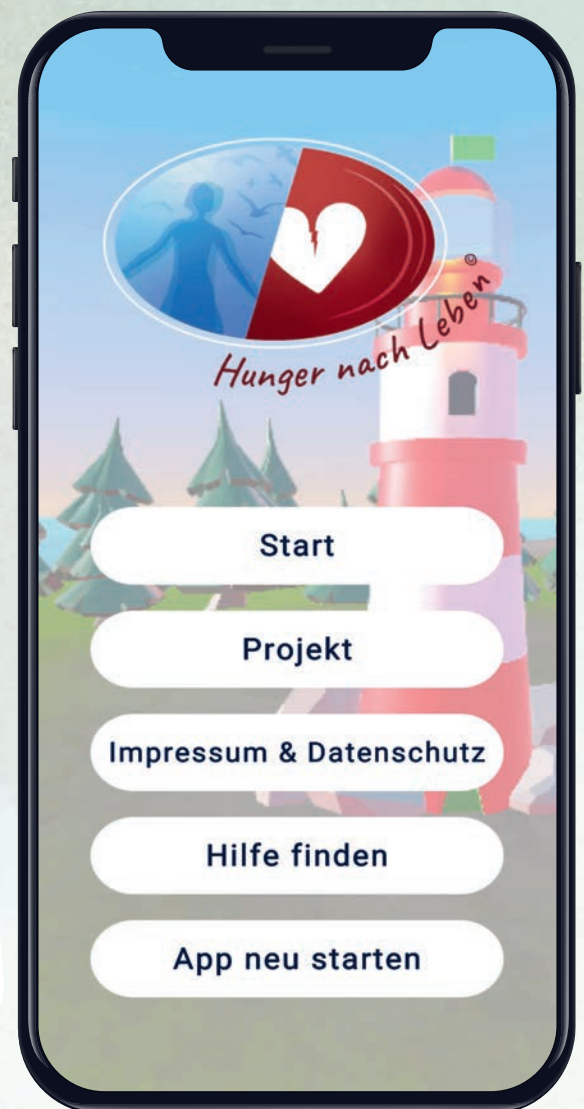 Hunger nach Leben©
Start
Projekt
Impressum & Datenschutz
Hilfe finden
App neu starten